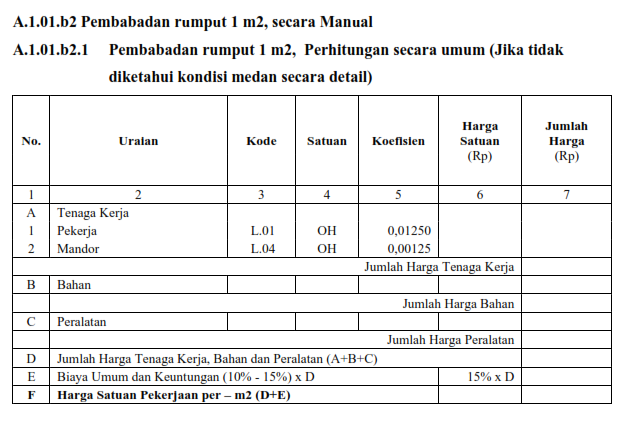 A.1.01.b2 Pembabadan rumput 1 m2, secara Manual
A.1.01.b2.1 Pembabadan rumput 1 m2, Perhitungan secara umum (Jika tidak
diketahui kondisi medan secara detail)
No. Uraian Kode Satuan Koefisien Harga Satuan (Rp) Jumlah Harga (Rp)
1 2 3 4 5 6 7
A Tenaga Kerja
1 Pekerja L.01 OH 0,01250
2 Mandor L.04 OH 0,00125
Jumlah Harga Tenaga Kerja
B Bahan
Jumlah Harga Bahan
C Peralatan
Jumlah Harga Peralatan
D Jumlah Harga Tenaga Kerja, Bahan dan Peralatan (A+B+C)
E Biaya Umum dan Keuntungan (10% - 15%) x D 15% x D
F Harga Satuan Pekerjaan per – m2 (D+E)